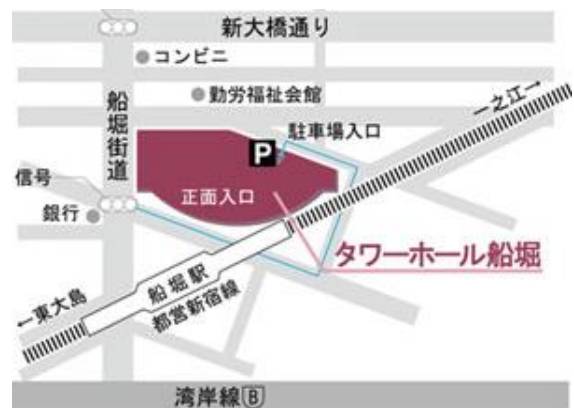 新大橋通り
コンビニ
勤労福祉会館
船堀街道
一之江→
P
駐車場入口
信号
正面入口
銀行
タワーホール船堀
船堀駅
都営新宿線
←東大島
湾岸線 B